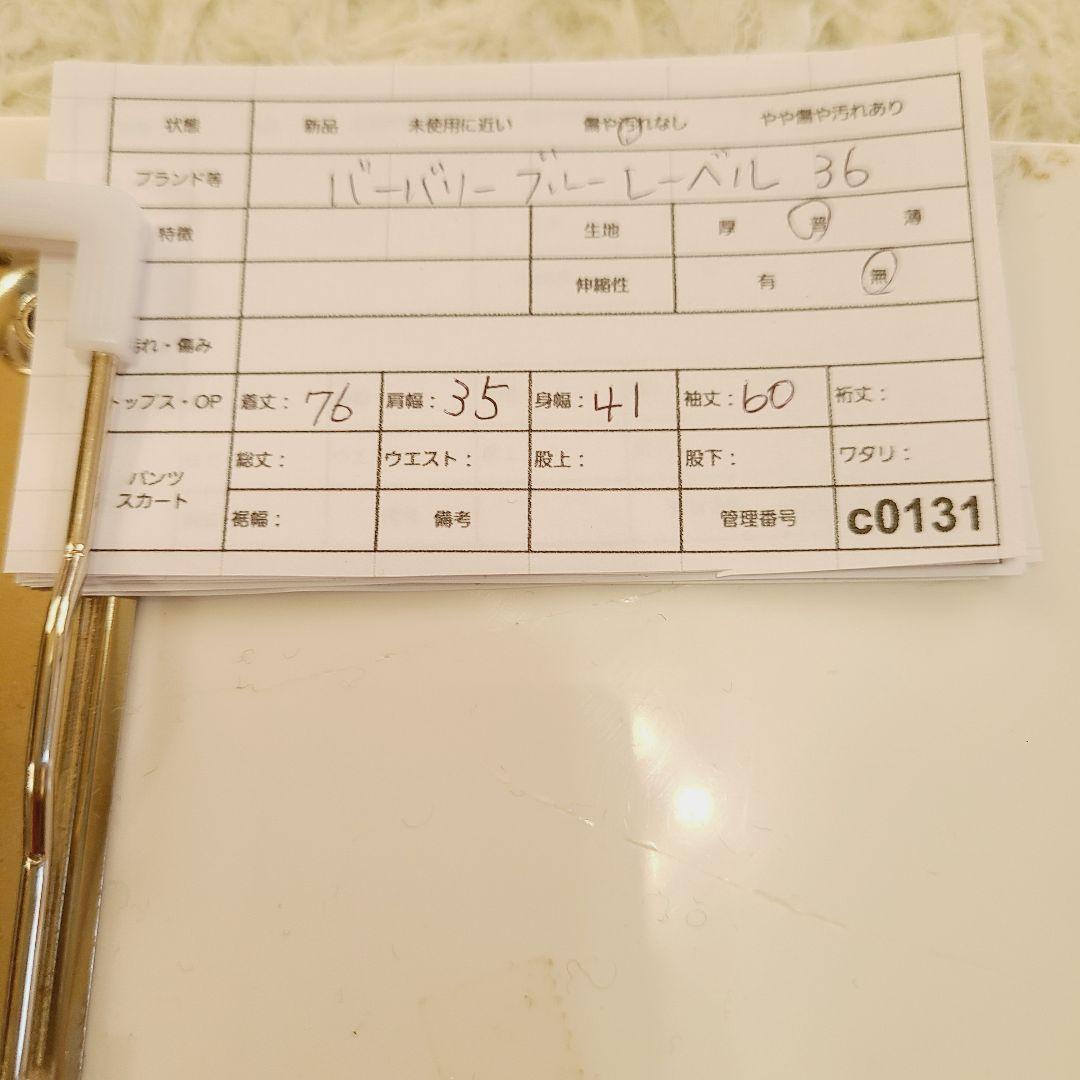 状態 新品 未使用に近い 傷や汚れなし やや傷や汚れあり
ブランド等 バーバリーブルーレーベル 36
特徴 生地 厚 普 薄
伸縮性 有 無
汚れ・傷み
トップス・OP 着丈: 76 肩幅: 35 身幅: 41 袖丈: 60 裄丈:
パンツ スカート 総丈: ウエスト: 股上: 股下: ワタリ:
裾幅: 備考 管理番号 c0131